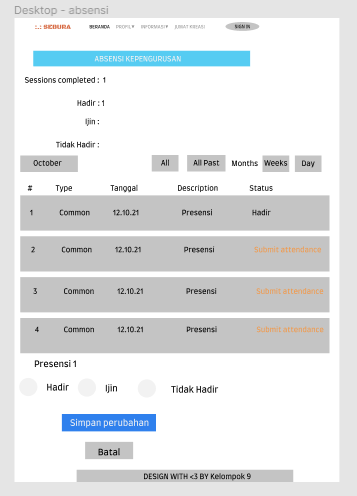 Desktop - absensi
.:: SEDURA BERANDA PROFIL▼ INFORMASI▼ JUMAT KREASI SIGN IN
ABSENSI KEPENGURUSAN
Sessions completed : 1
Hadir : 1
Ijin :
Tidak Hadir :
October All All Past Months Weeks Day
# Type Tanggal Description Status
1 Common 12.10.21 Presensi Hadir
2 Common 12.10.21 Presensi Submit attendance
3 Common 12.10.21 Presensi Submit attendance
4 Common 12.10.21 Presensi Submit attendance
Presensi 1
Hadir Ijin Tidak Hadir
Simpan perubahan
Batal
DESIGN WITH <3 BY Kelompok 9